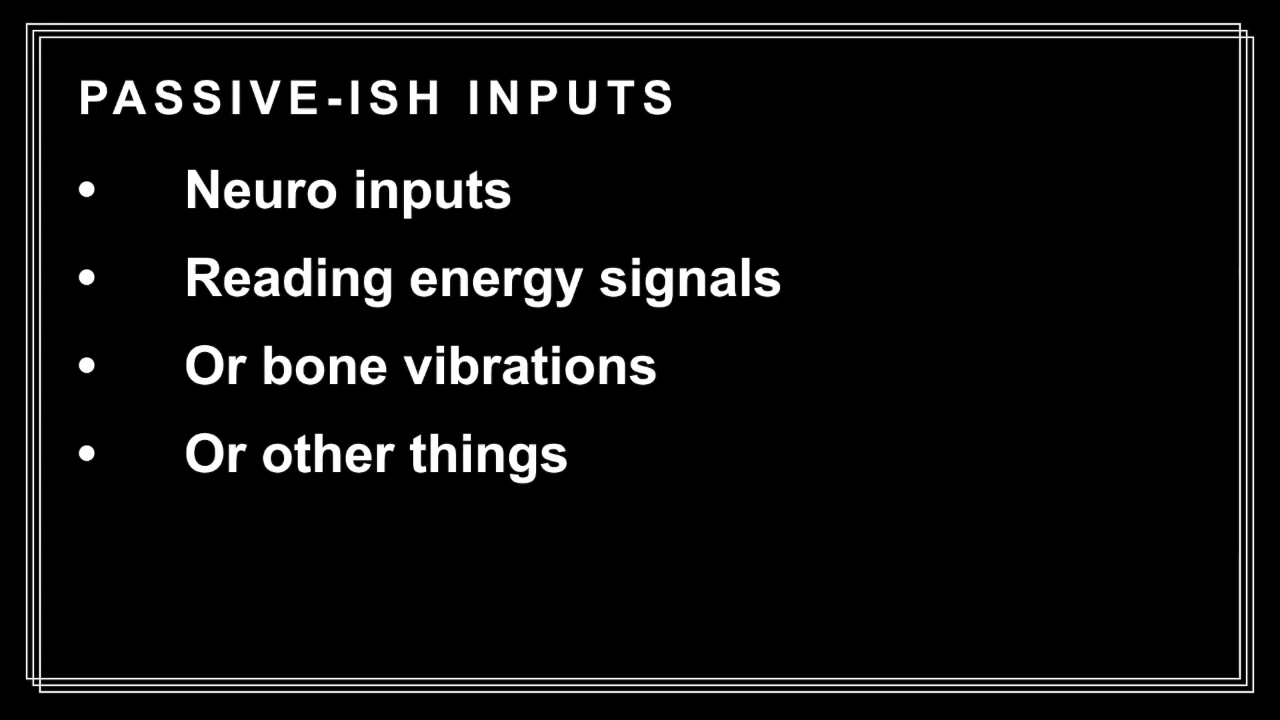 PASSIVE-ISH INPUTS
• Neuro inputs
• Reading energy signals
• Or bone vibrations
• Or other things